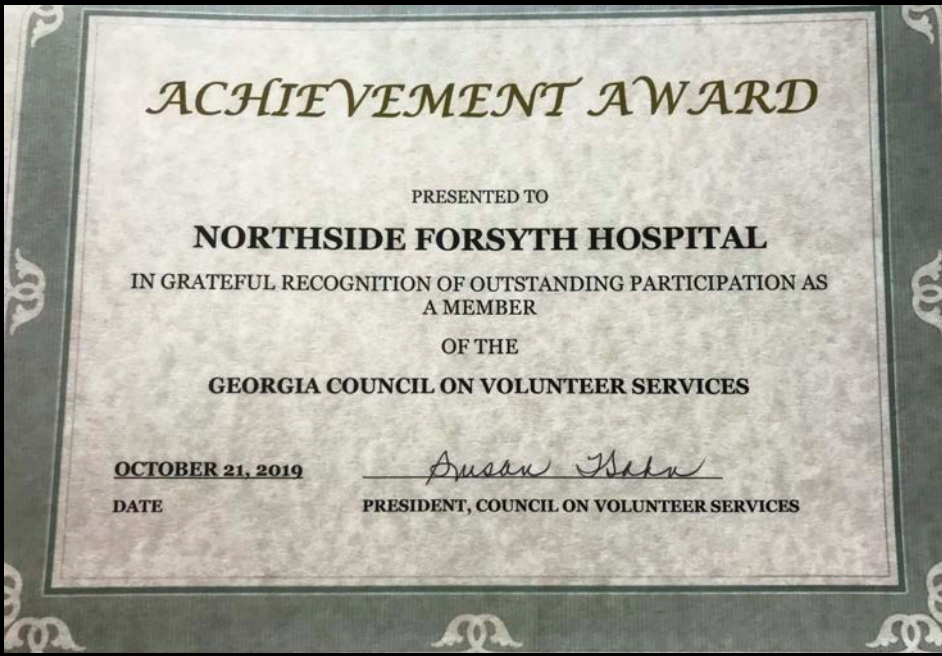 ACHIEVEMENT AWARD
PRESENTED TO
NORTHSIDE FORSYTH HOSPITAL
IN GRATEFUL RECOGNITION OF OUTSTANDING PARTICIPATION AS
A MEMBER
OF THE
GEORGIA COUNCIL ON VOLUNTEER SERVICES
OCTOBER 21, 2019 Susan
DATE PRESIDENT, COUNCIL ON VOLUNTEER SERVICES